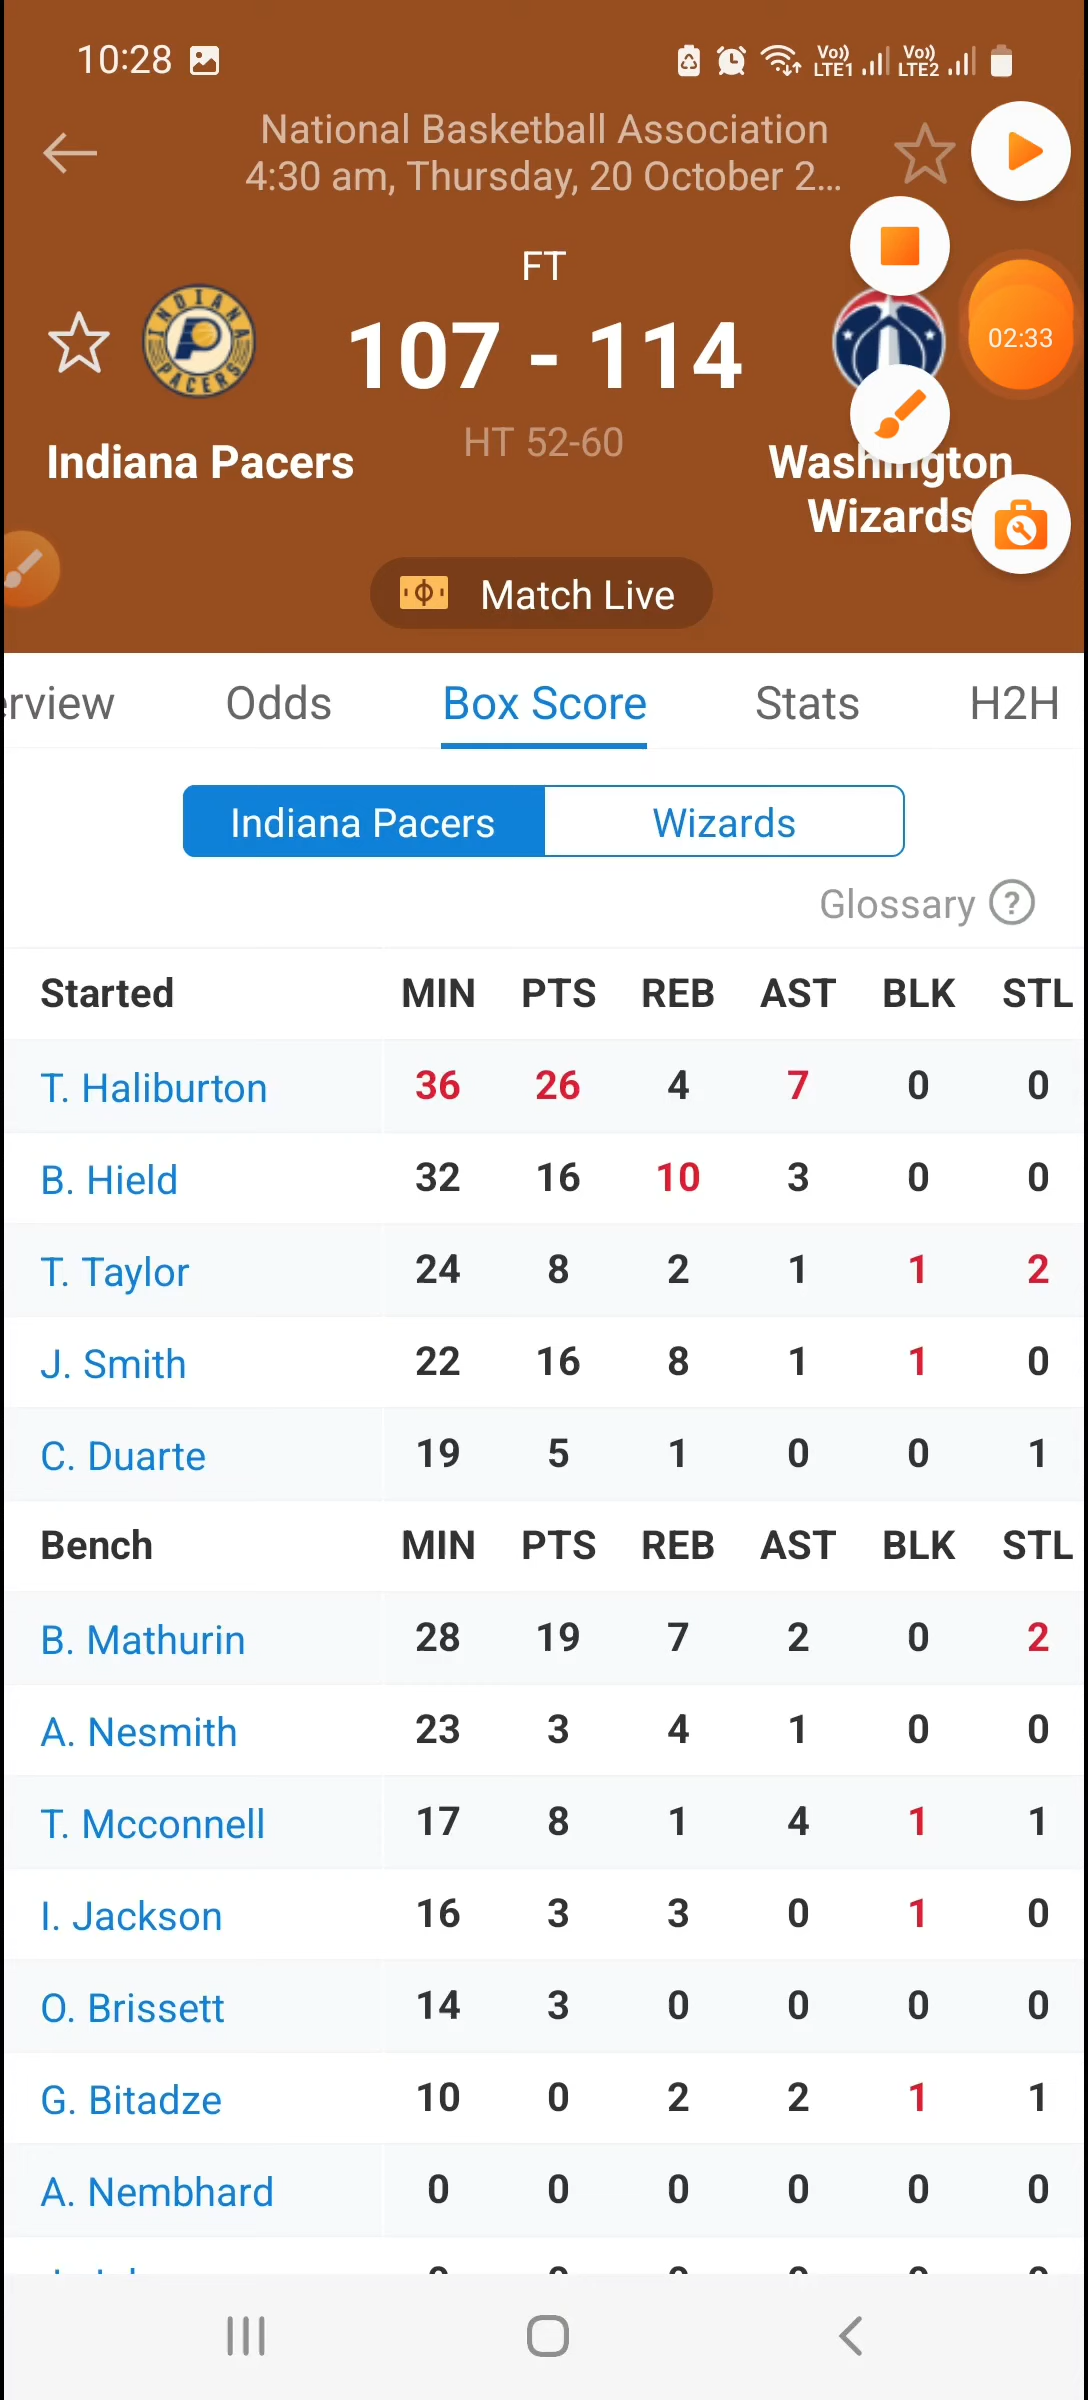 10:28
Vo)) LTE1 Vo)) LTE2
National Basketball Association
4:30 am, Thursday, 20 October 2...
FT
INDIANA PACERS
107 - 114
02:33
HT 52-60
Indiana Pacers
Washington
Wizards
Match Live
erview Odds Box Score Stats H2H
Indiana Pacers Wizards
Glossary ?
Started MIN PTS REB AST BLK STL
T. Haliburton 36 26 4 7 0 0
B. Hield 32 16 10 3 0 0
T. Taylor 24 8 2 1 1 2
J. Smith 22 16 8 1 1 0
C. Duarte 19 5 1 0 0 1
Bench MIN PTS REB AST BLK STL
B. Mathurin 28 19 7 2 0 2
A. Nesmith 23 3 4 1 0 0
T. Mcconnell 17 8 1 4 1 1
I. Jackson 16 3 3 0 1 0
O. Brissett 14 3 0 0 0 0
G. Bitadze 10 0 2 2 1 1
A. Nembhard 0 0 0 0 0 0